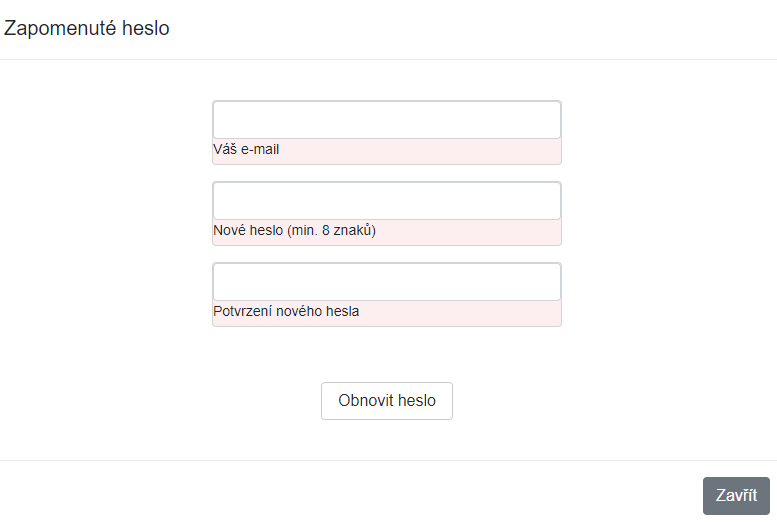 Zapomenuté heslo
Váš e-mail
Nové heslo (min. 8 znaků)
Potvrzení nového hesla
Obnovit heslo
Zavřít